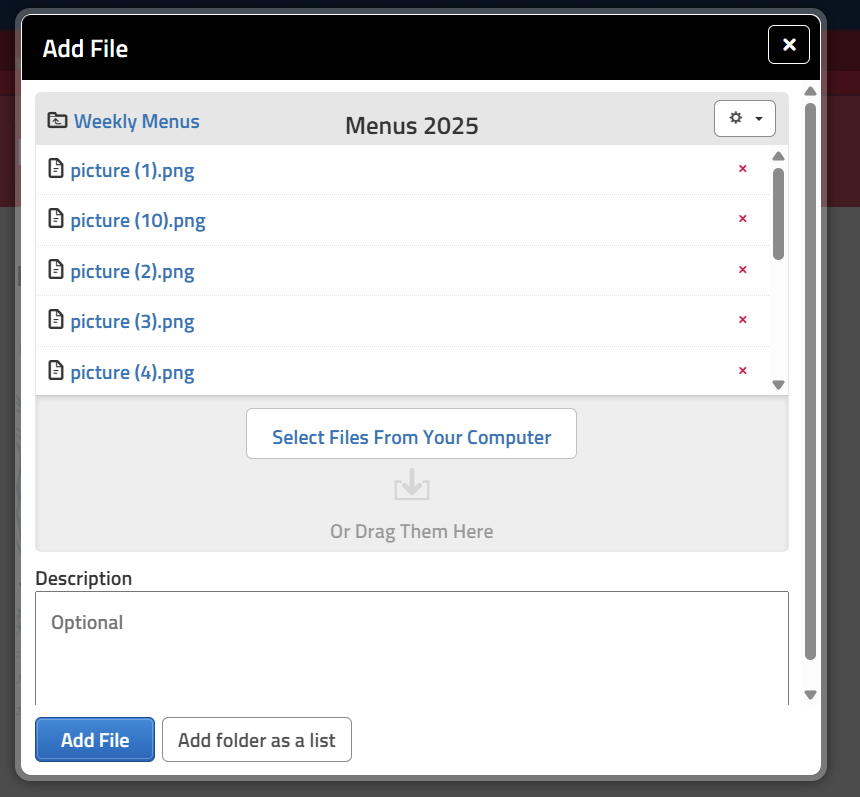 Add File
Weekly Menus
Menus 2025
picture (1).png
picture (10).png
picture (2).png
picture (3).png
picture (4).png
Select Files From Your Computer
Or Drag Them Here
Description
Optional
Add File
Add folder as a list